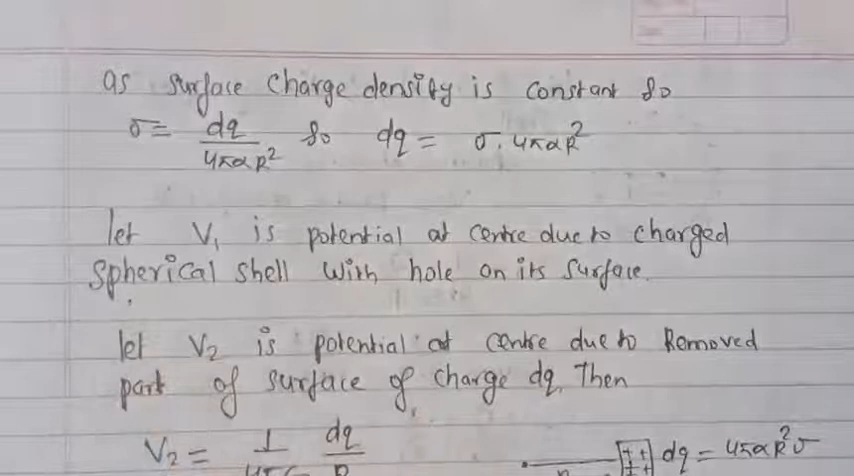 as surface charge density is constant so
σ = dq / 4παR² so dq = σ. 4παR²
let V₁ is potential at centre due to charged
spherical shell with hole on its surface.
let V₂ is potential at centre due to Removed
part of surface of charge dq, Then
V₂ = 1 dq / R dq = 4παR²σ